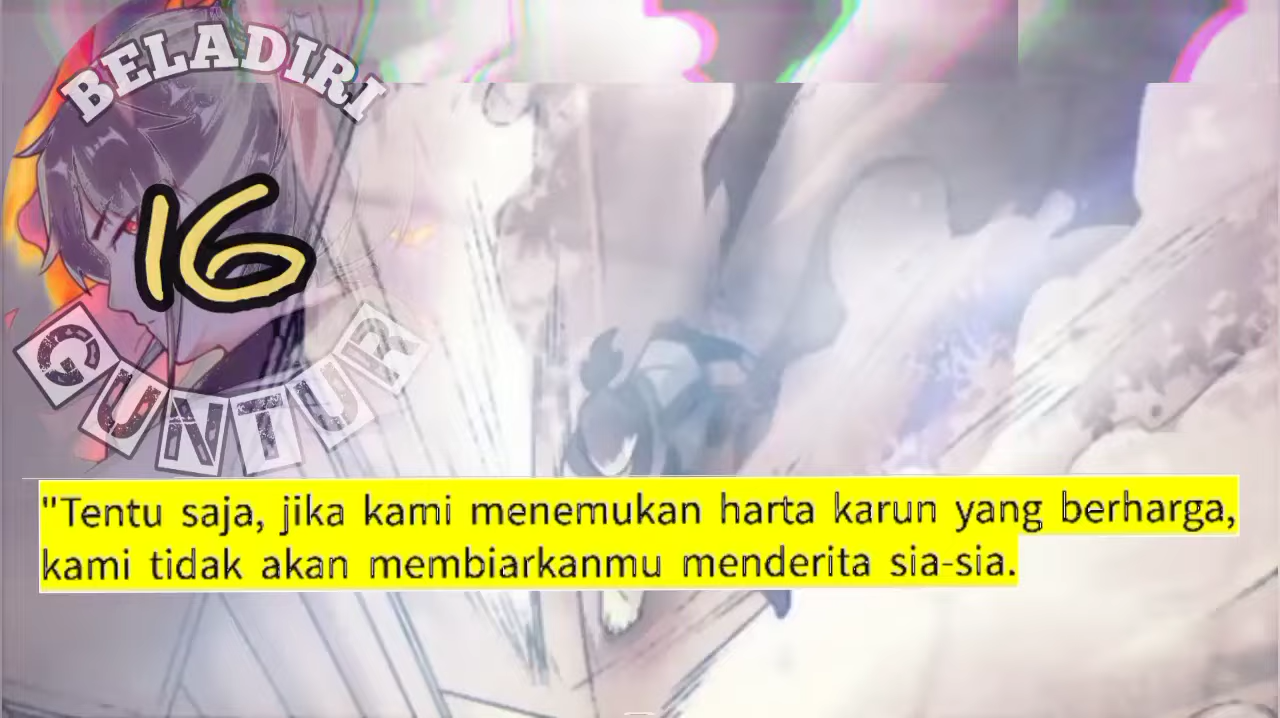 BELADIRI
16
GUNTUR
"Tentu saja, jika kami menemukan harta karun yang berharga,
kami tidak akan membiarkanmu menderita sia-sia.